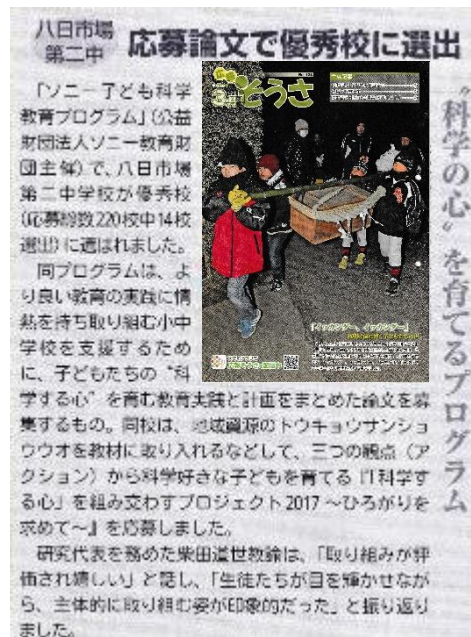 八日市場
第二中
応募論文で優秀校に選出
"科学の心"を育てるプログラム
「ソニー子ども科学
教育プログラム」(公益
財団法人ソニー教育財
団主催)で、八日市場
第二中学校が優秀校
(応募総数220校中14校
選出)に選ばれました。
同プログラムは、よ
り良い教育の実践に情
熱を持ち取り組む小中
学校を支援するため
に、子どもたちの"科
学する心"を育む教育実践と計画をまとめた論文を募
集するもの。同校は、地域資源のトウキョウサンショ
ウウオを教材に取り入れるなどして、三つの観点(ア
クション)から科学好きな子どもを育てる『「科学す
る心」を組み交わすプロジェクト2017 〜ひろがりを
求めて〜』を応募しました。
研究代表を務めた柴田道世教諭は、「取り組みが評
価され嬉しい」と話し、「生徒たちが目を輝かせなが
ら、主体的に取り組む姿が印象的だった」と振り返り
ました。
そうさ
3